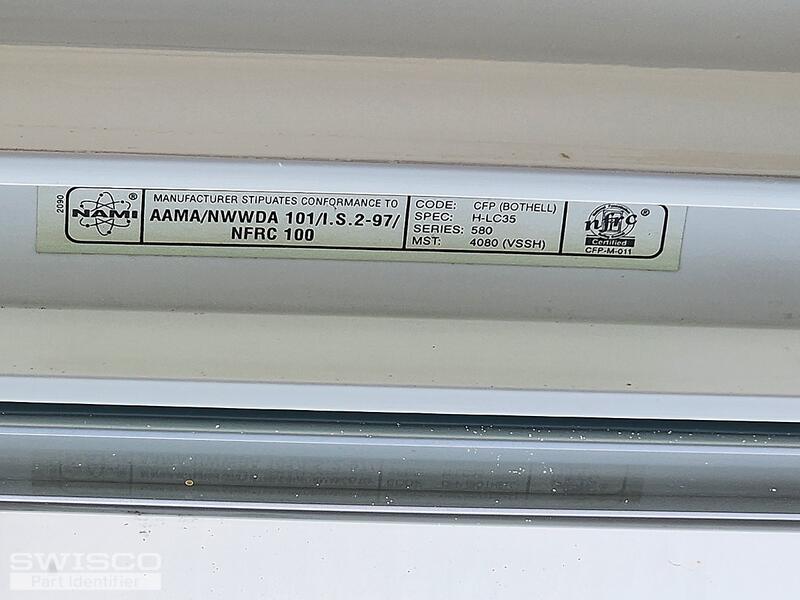 2090
NAMI®
MANUFACTURER STIPUATES CONFORMANCE TO
AAMA/NWWDA 101/I.S.2-97/
NFRC 100
CODE: CFP (BOTHELL)
SPEC: H-LC35
SERIES: 580
MST: 4080 (VSSH)
nfrc®
Certified
CFP-M-011
SWISCO
Part Identifier